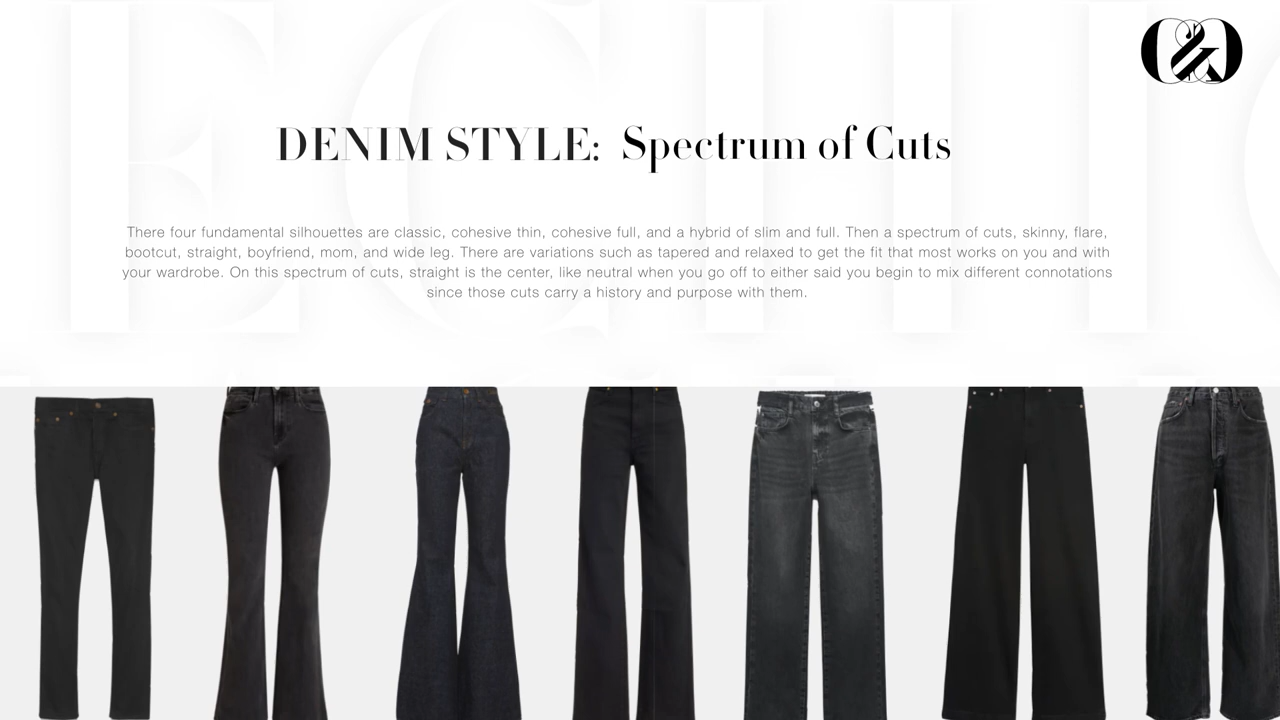 DENIM STYLE: Spectrum of Cuts
There four fundamental silhouettes are classic, cohesive thin, cohesive full, and a hybrid of slim and full. Then a spectrum of cuts, skinny, flare,
bootcut, straight, boyfriend, mom, and wide leg. There are variations such as tapered and relaxed to get the fit that most works on you and with
your wardrobe. On this spectrum of cuts, straight is the center, like neutral when you go off to either said you begin to mix different connotations
since those cuts carry a history and purpose with them.